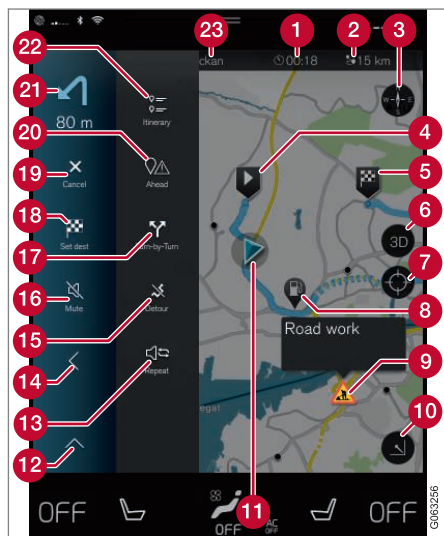 23
1
2
3
22
ckan
00:18
15 km
W
E
21
80 m
Itinerary
4
5
20
19
Cancel
Ahead
18
Set dest
17
Turn-by-Turn
6
3D
7
16
Mute
15
Detour
8
Road work
14
13
Repeat
9
egat
10
12
11
OFF
OFF
AC
OFF
OFF
G063256